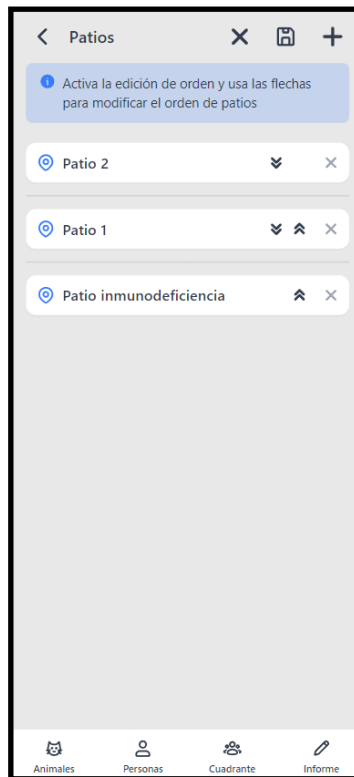 Patios
Activa la edición de orden y usa las flechas
para modificar el orden de patios
Patio 2
Patio 1
Patio inmunodeficiencia
Animales
Personas
Cuadrante
Informe